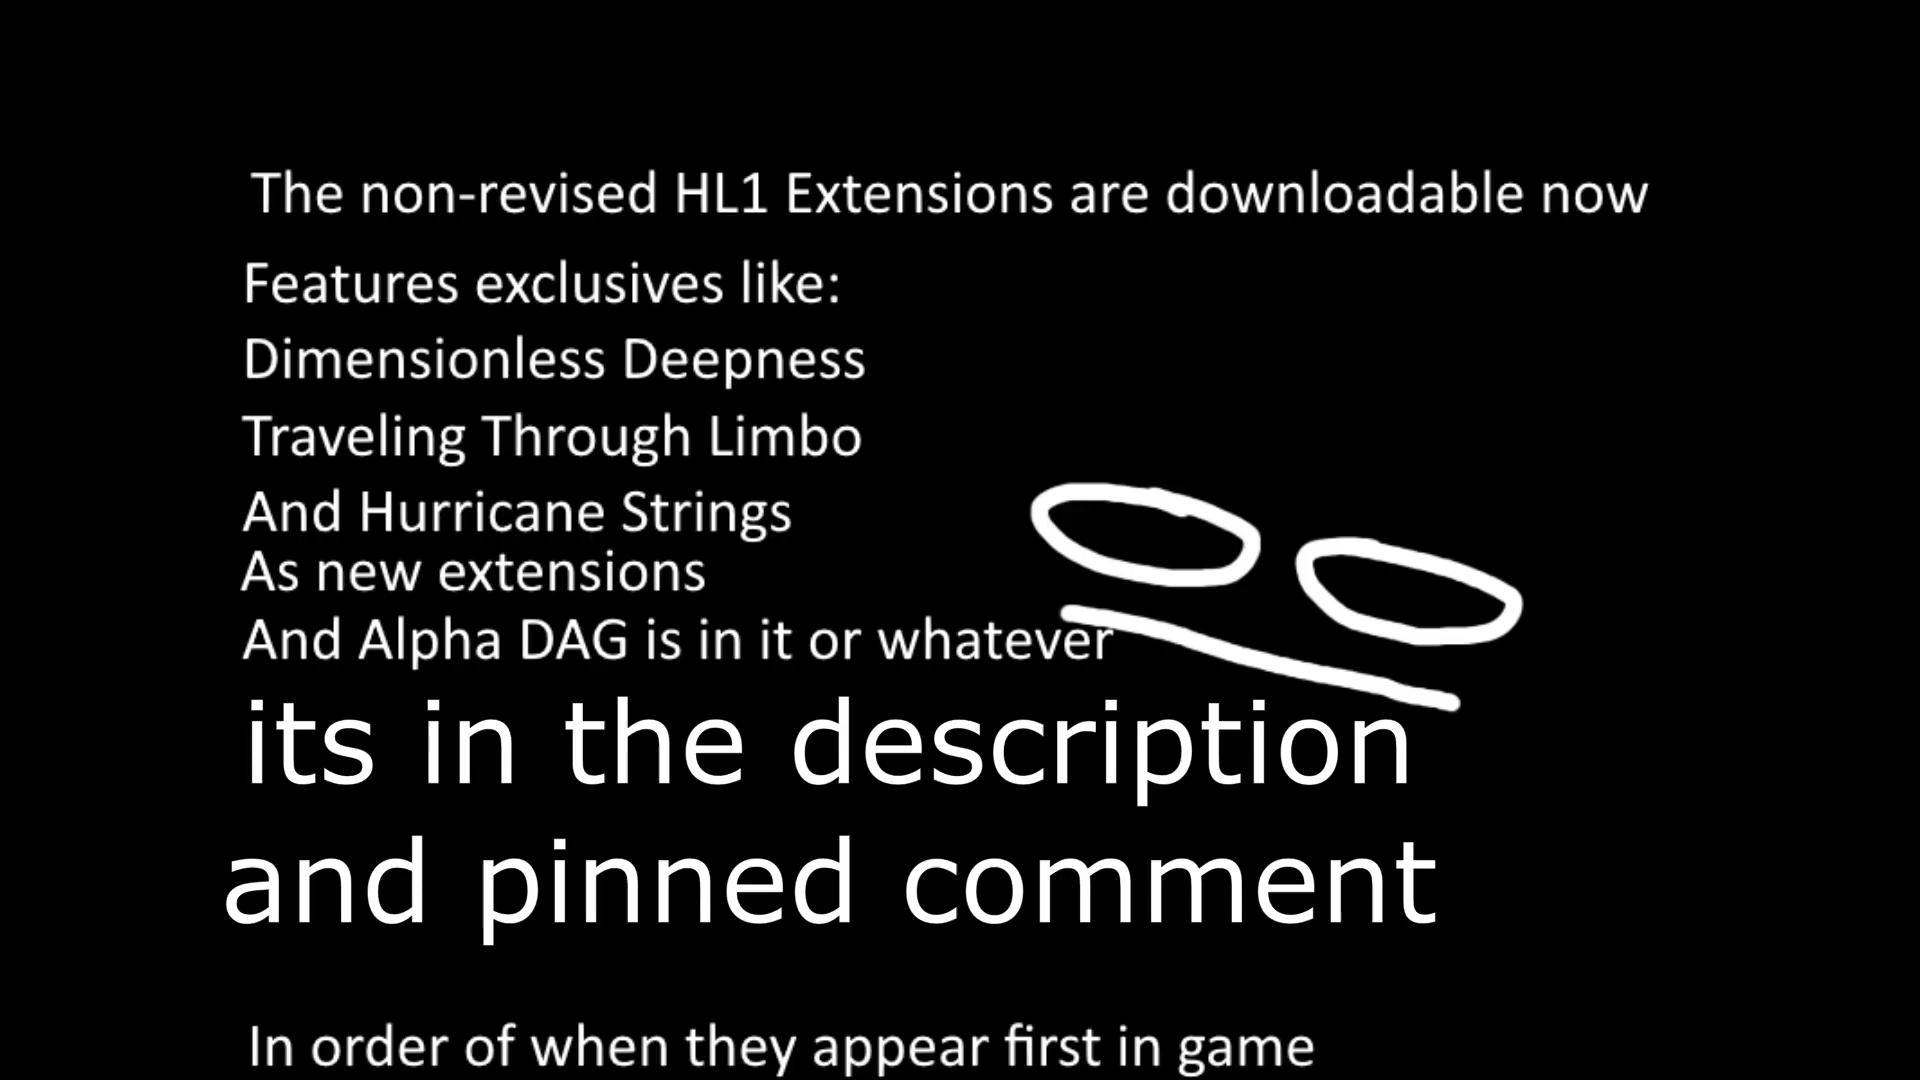 The non-revised HL1 Extensions are downloadable now
Features exclusives like:
Dimensionless Deepness
Traveling Through Limbo
And Hurricane Strings
As new extensions
And Alpha DAG is in it or whatever
its in the description
and pinned comment
In order of when they appear first in game